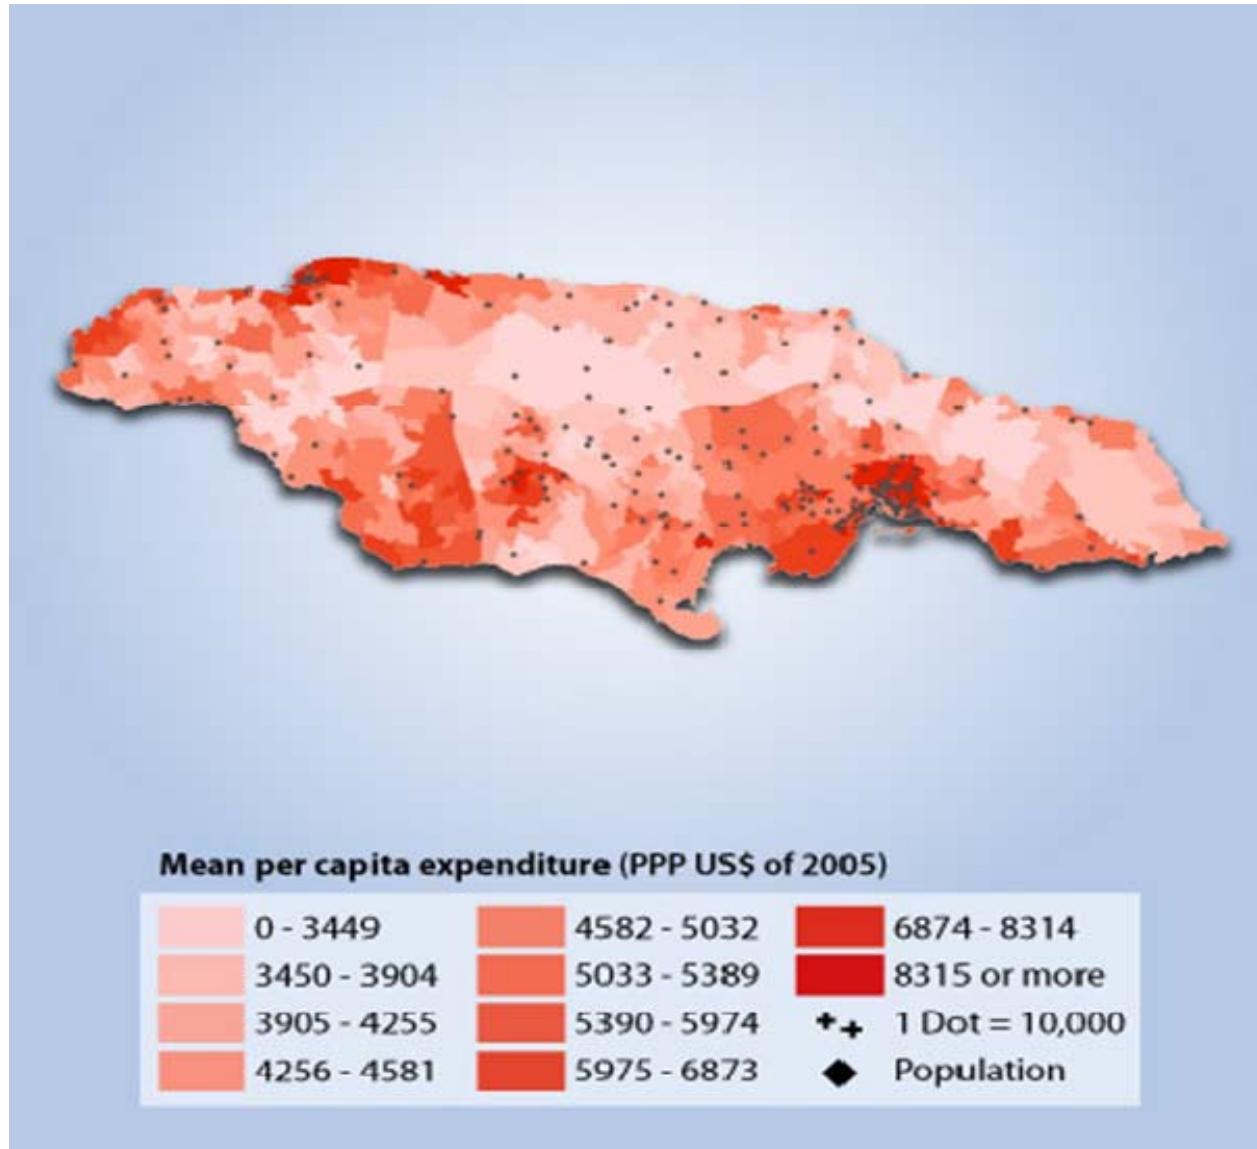 Mean per capita expenditure (PPP US$ of 2005)
0 - 3449
3450 - 3904
3905 - 4255
4256 - 4581
4582 - 5032
5033 - 5389
5390 - 5974
5975 - 6873
6874 - 8314
8315 or more
1 Dot = 10,000
Population